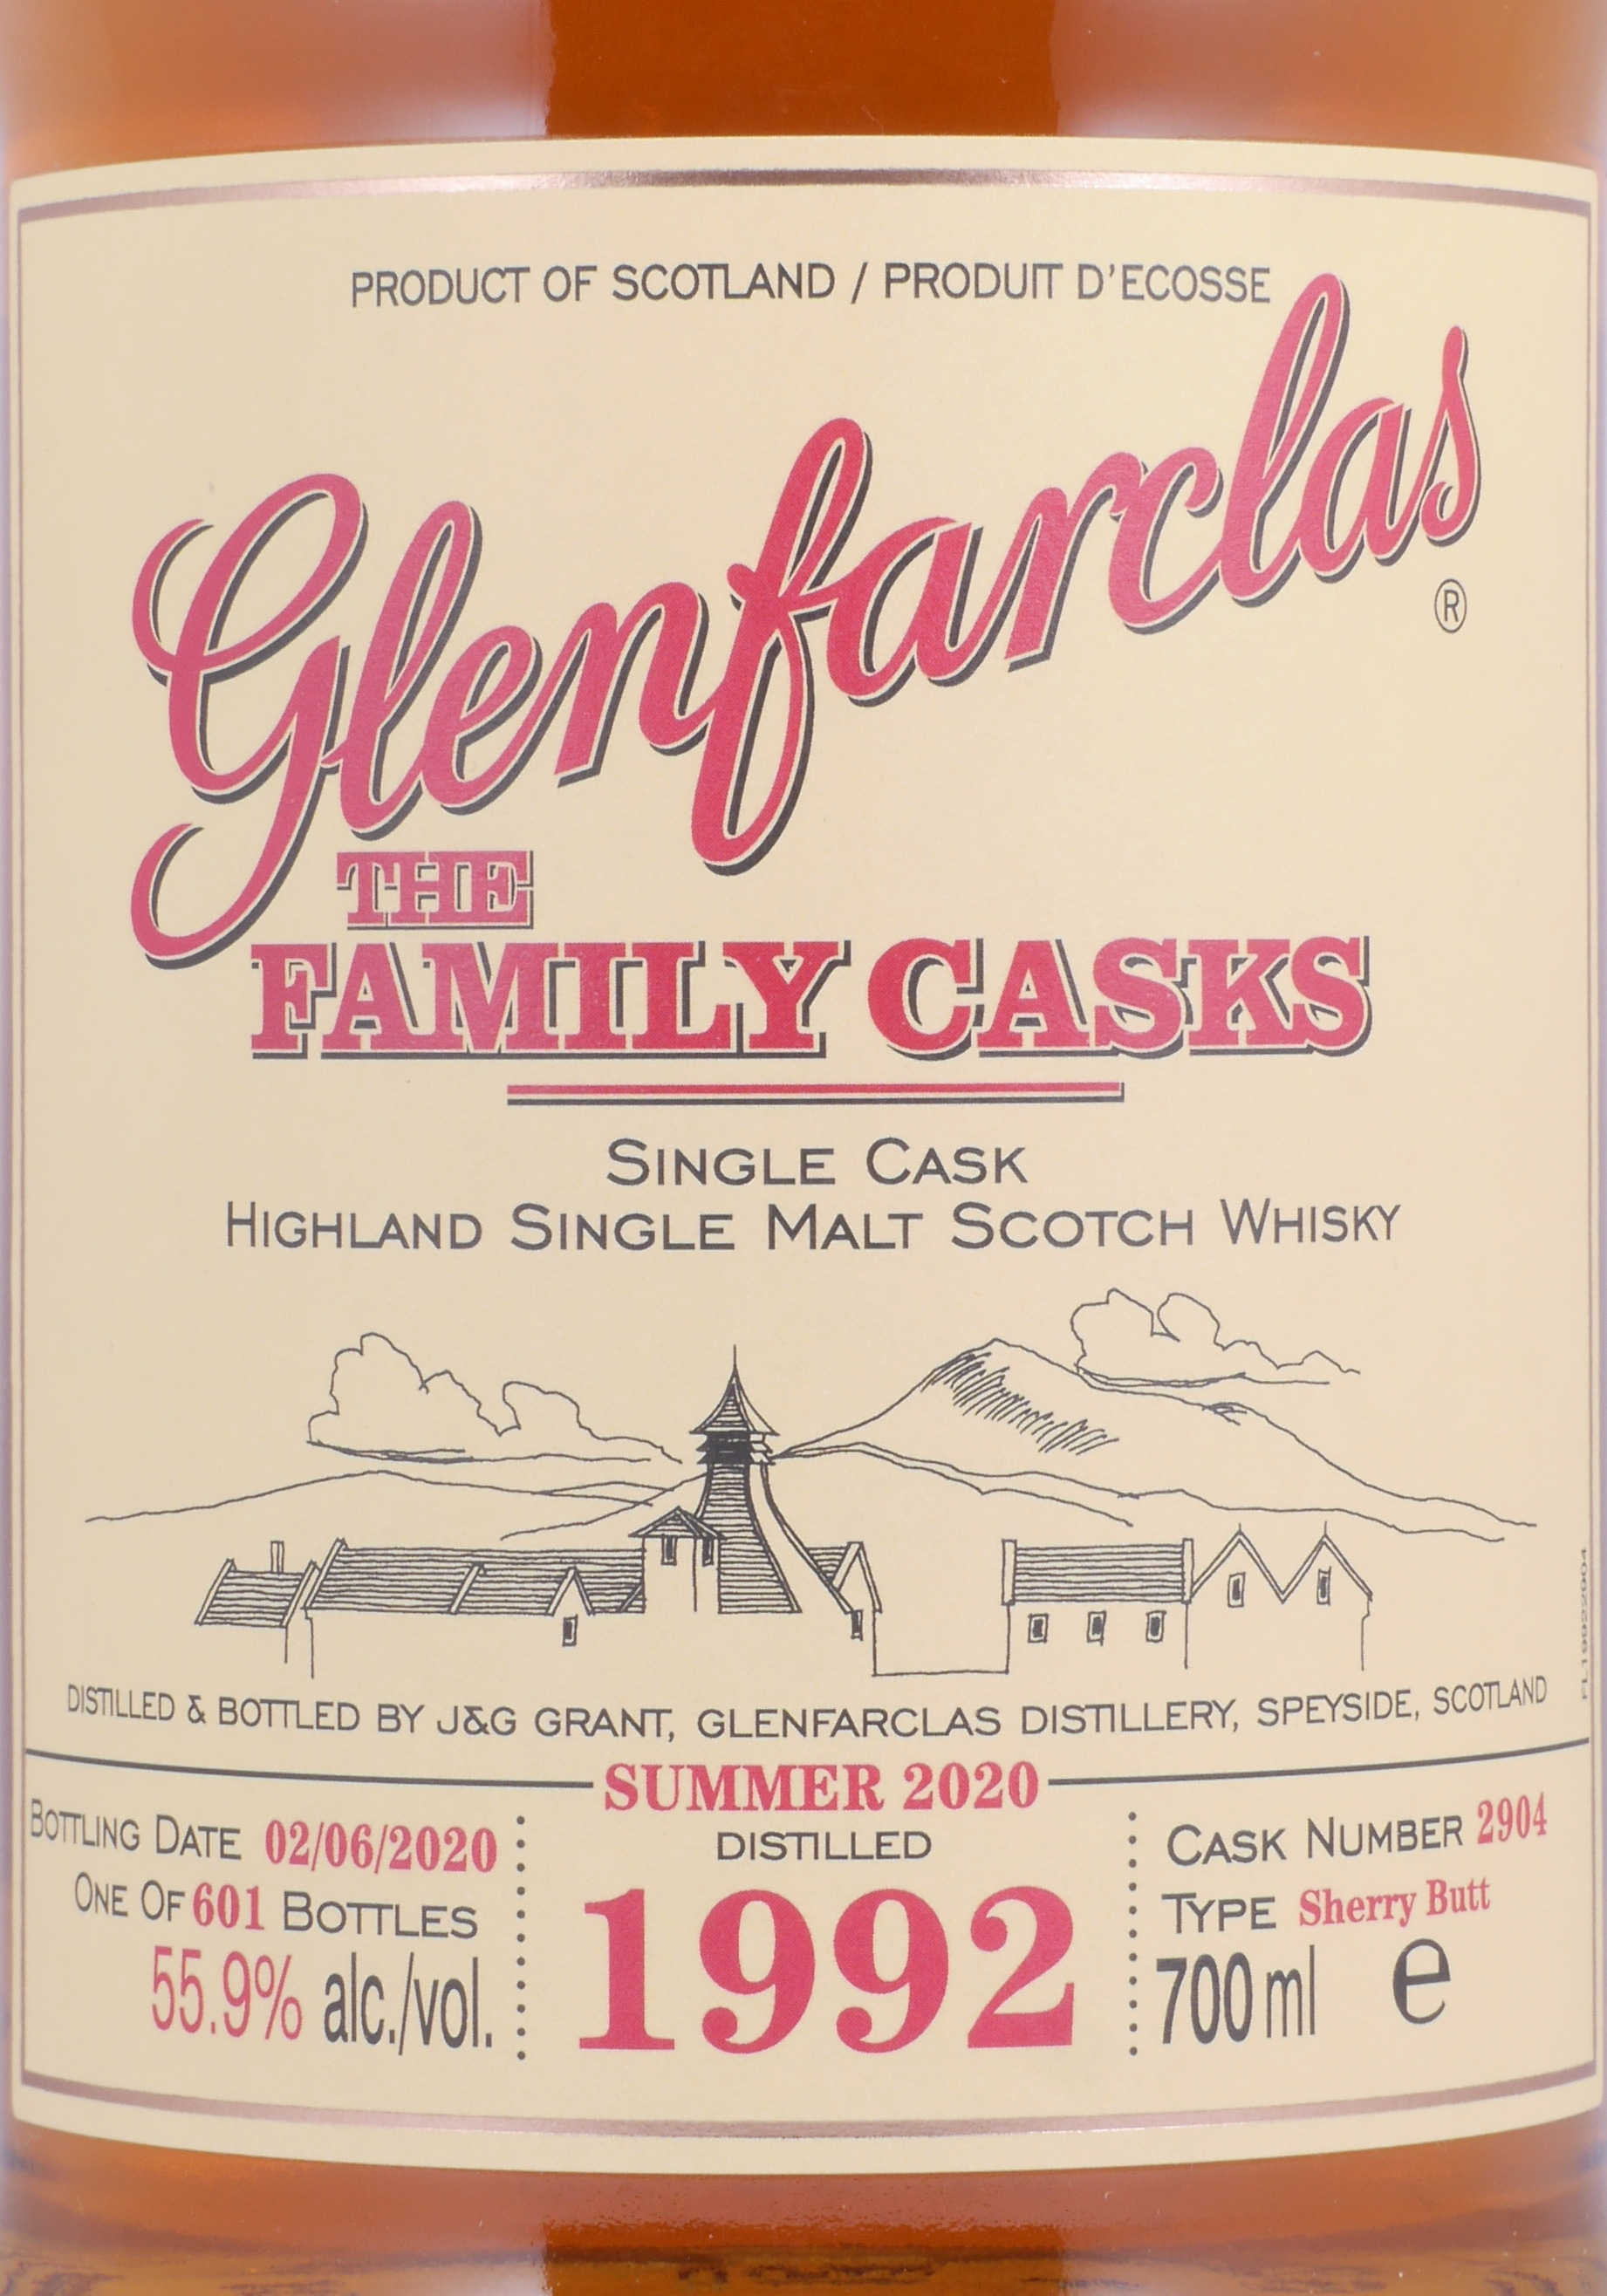 PRODUCT OF SCOTLAND / PRODUIT D'ECOSSE
Glenfarclas
®
THE
FAMILY CASKS
SINGLE CASK
HIGHLAND SINGLE MALT SCOTCH WHISKY
DISTILLED & BOTTLED BY J&G GRANT, GLENFARCLAS DISTILLERY, SPEYSIDE, SCOTLAND
SUMMER 2020
BOTTLING DATE 02/06/2020
ONE OF 601 BOTTLES
55.9% alc./vol.
DISTILLED
1992
CASK NUMBER 2904
TYPE Sherry Butt
700 ml e